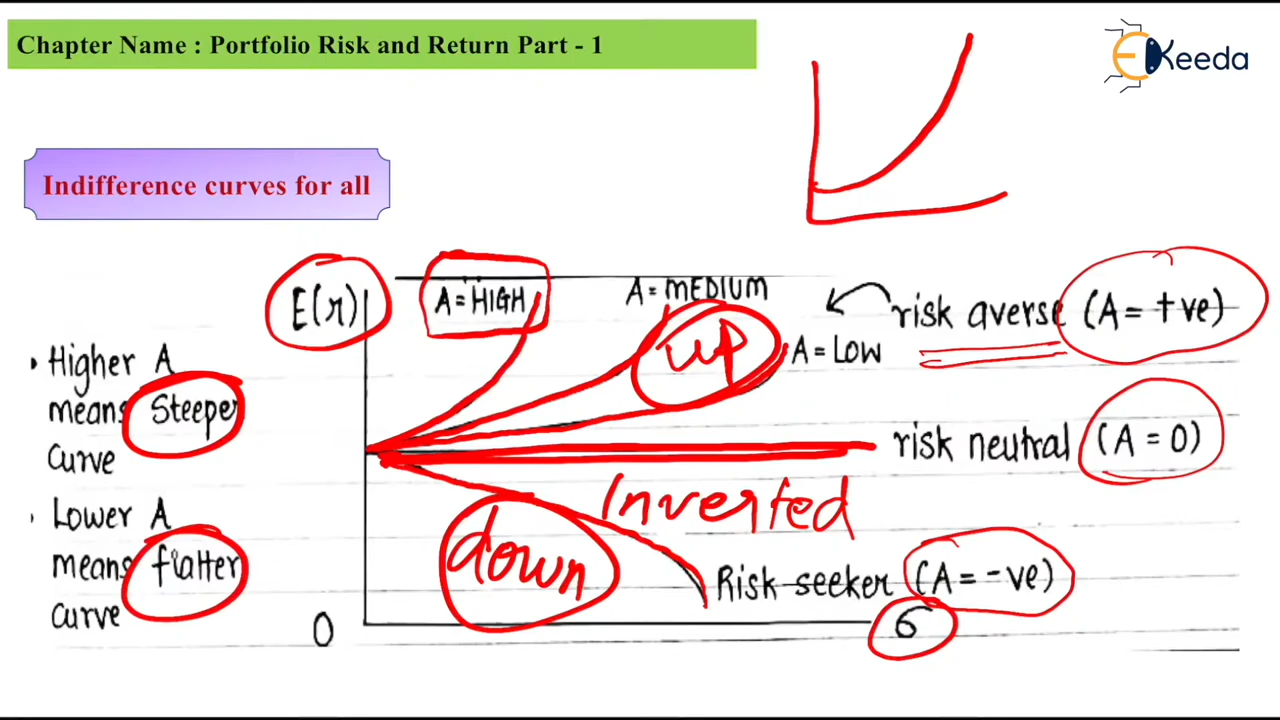 Chapter Name : Portfolio Risk and Return Part - 1
EKeeda
Indifference curves for all
E(r)
A = HIGH
A = MEDIUM
up
A = LOW
risk averse (A = +ve)
• Higher A
means Steeper
curve
risk neutral (A = 0)
Inverted
• Lower A
means flatter
curve
down
Risk-seeker (A = -ve)
0
σ